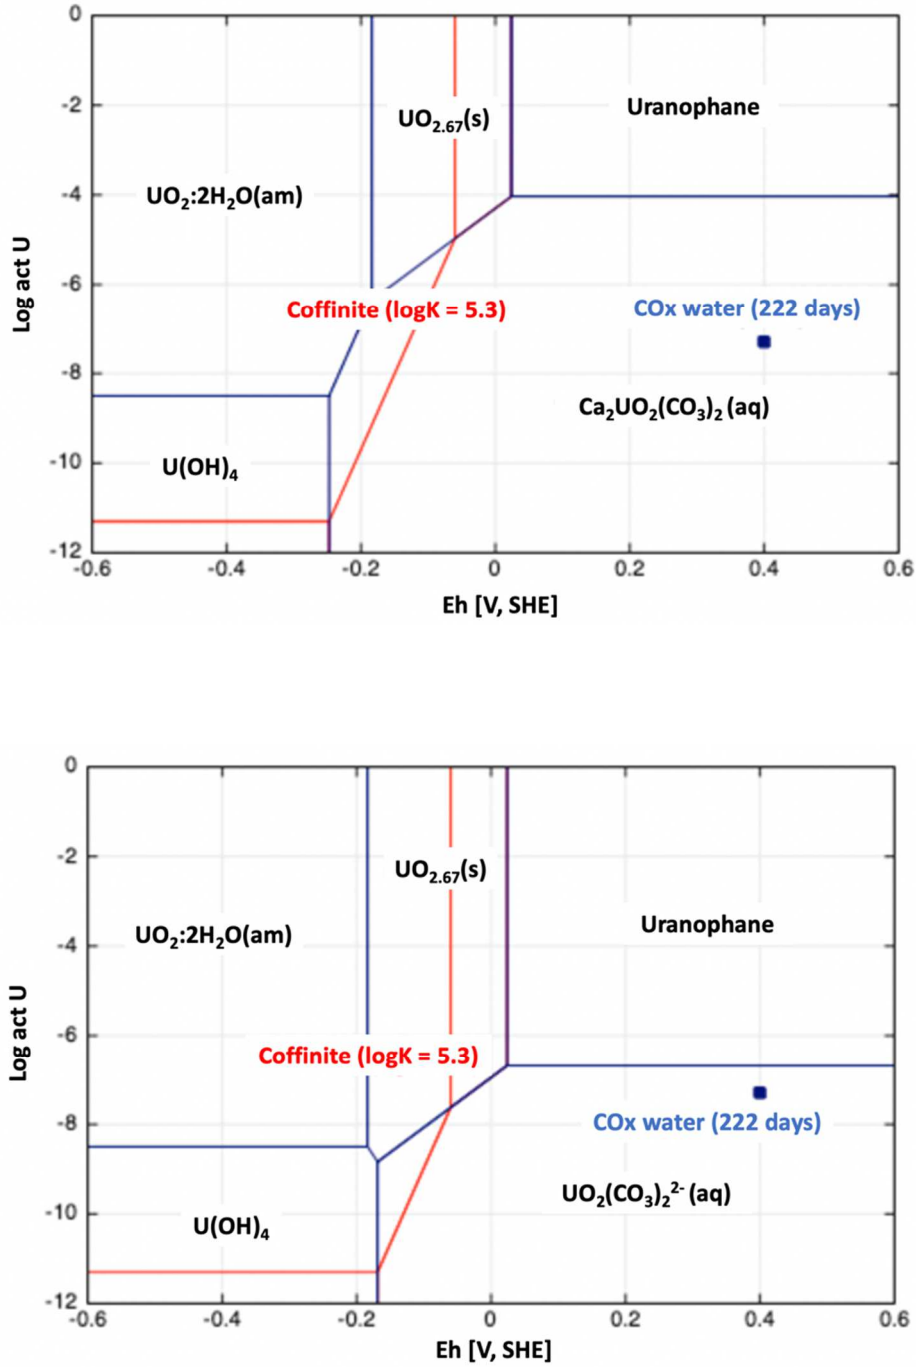 0
-2
-4
-6
-8
-10
-12
Log act U
UO2.67(s)
Uranophane
UO2:2H2O(am)
Coffinite (logK = 5.3)
COx water (222 days)
Ca2UO2(CO3)2 (aq)
U(OH)4
-0.6 -0.4 -0.2 0 0.2 0.4 0.6
Eh [V, SHE]
0
-2
-4
-6
-8
-10
-12
Log act U
UO2.67(s)
Uranophane
UO2:2H2O(am)
Coffinite (logK = 5.3)
COx water (222 days)
UO2(CO3)2 2- (aq)
U(OH)4
-0.6 -0.4 -0.2 0 0.2 0.4 0.6
Eh [V, SHE]